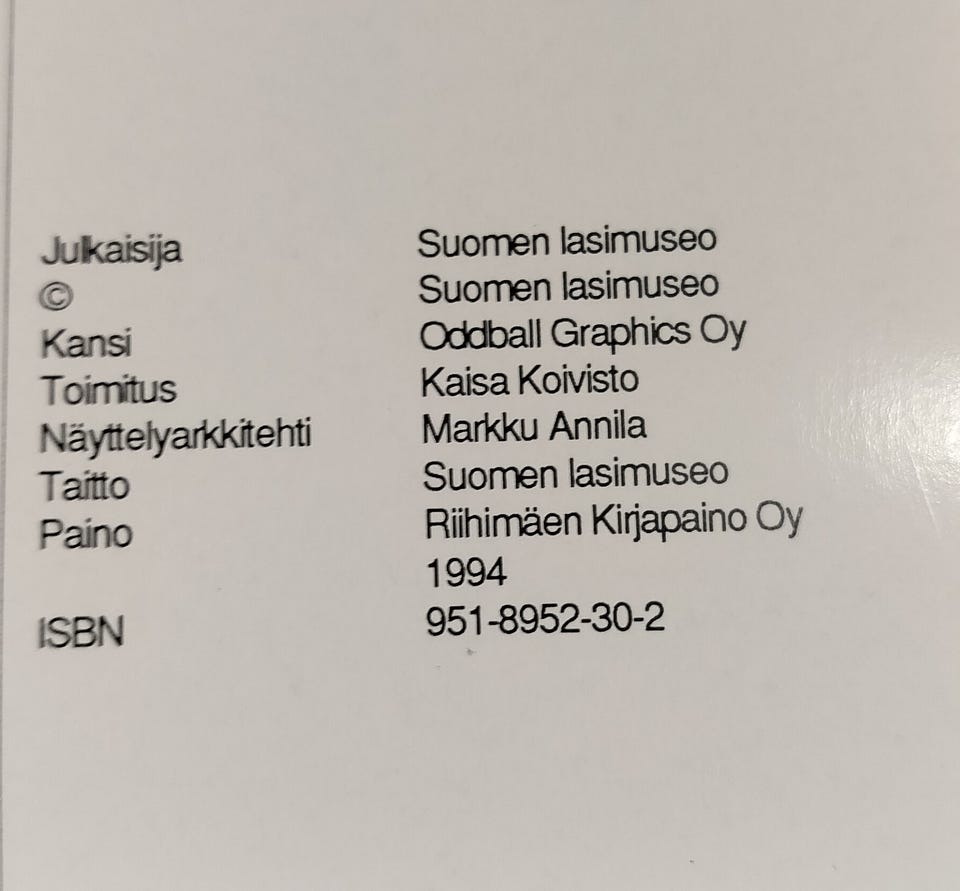 Julkaisija Suomen lasimuseo
© Suomen lasimuseo
Kansi Oddball Graphics Oy
Toimitus Kaisa Koivisto
Näyttelyarkkitehti Markku Annila
Taitto Suomen lasimuseo
Paino Riihimäen Kirjapaino Oy
1994
ISBN 951-8952-30-2